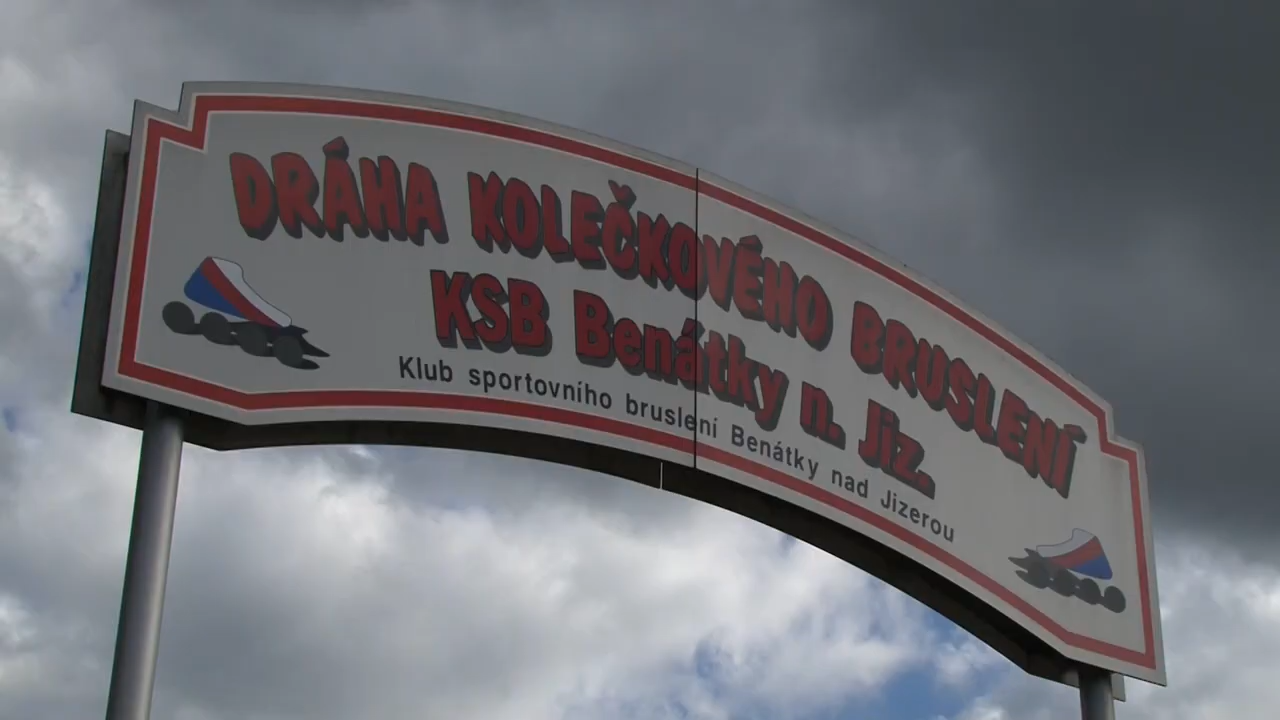 DRÁHA KOLEČKOVÉHO BRUSLENÍ
KSB Benátky n. Jiz.
Klub sportovního bruslení Benátky nad Jizerou